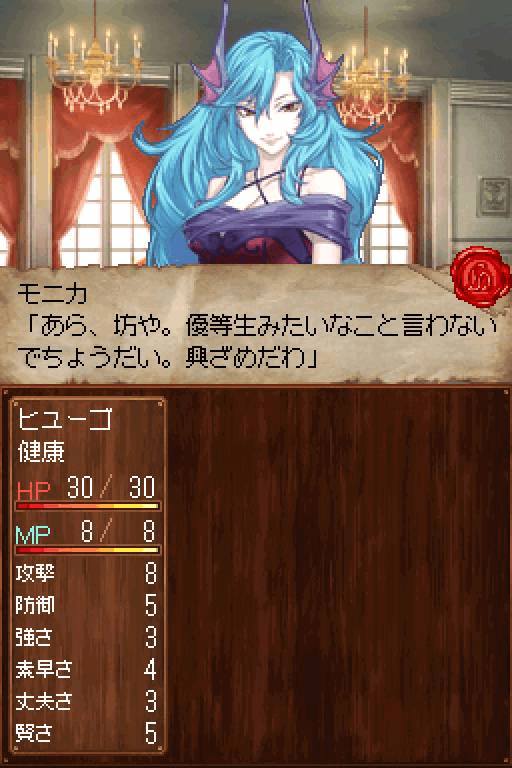 モニカ
「あら、坊や。優等生みたいなこと言わない
でちょうだい。興ざめだわ」
ヒューゴ
健康
HP 30 / 30
MP 8 / 8
攻撃 8
防御 5
強さ 3
素早さ 4
丈夫さ 3
賢さ 5